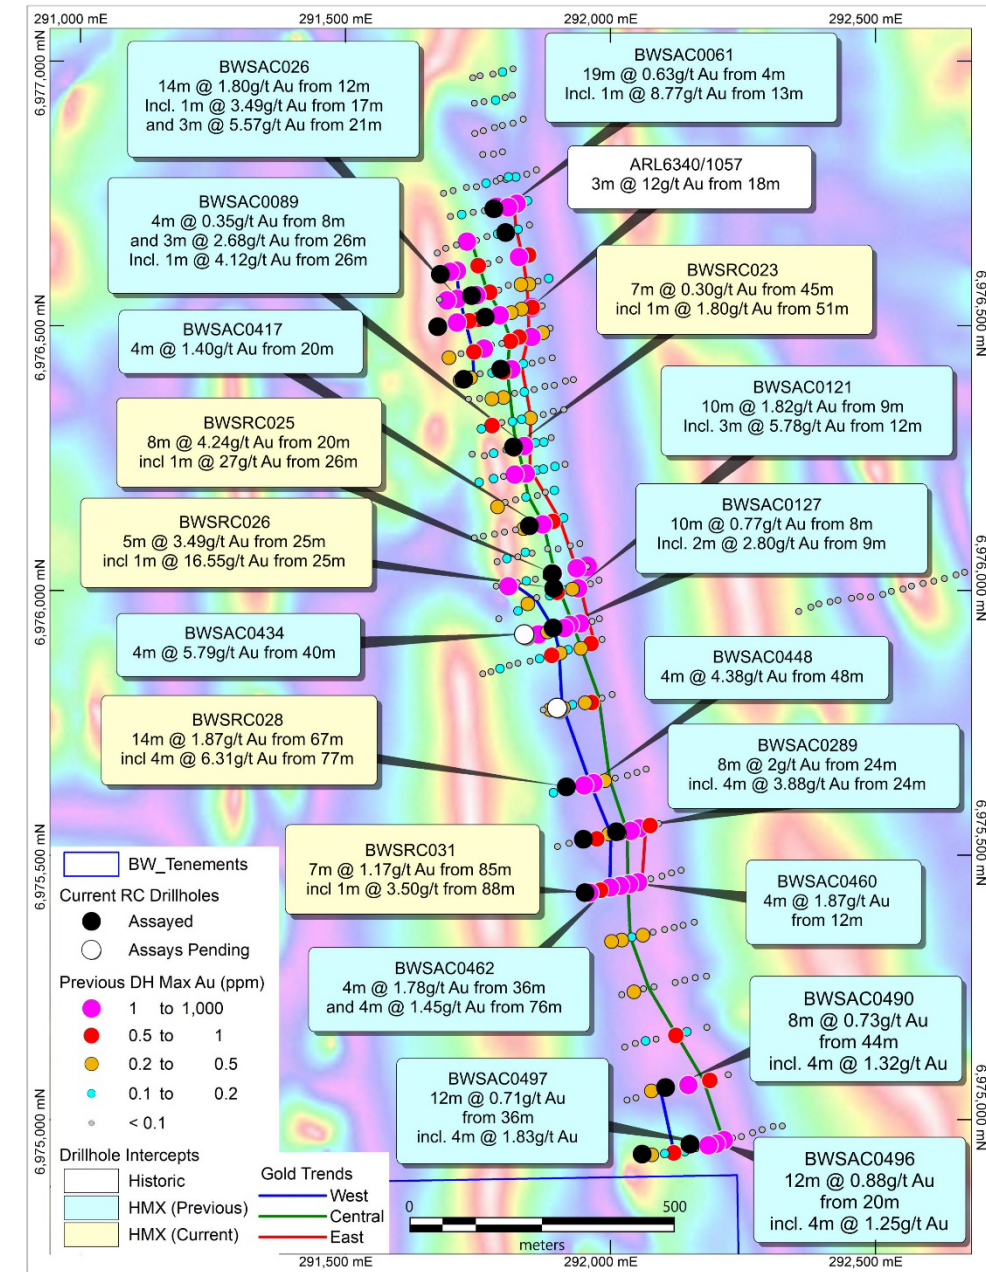 291,000 mE
291,500 mE
292,000 mE
292,500 mE
6,977,000 mN
BWSAC026
14m @ 1.80g/t Au from 12m
Incl. 1m @ 3.49g/t Au from 17m
and 3m @ 5.57g/t Au from 21m
BWSAC0061
19m @ 0.63g/t Au from 4m
Incl. 1m @ 8.77g/t Au from 13m
ARL6340/1057
3m @ 12g/t Au from 18m
BWSAC0089
4m @ 0.35g/t Au from 8m
and 3m @ 2.68g/t Au from 26m
Incl. 1m @ 4.12g/t Au from 26m
BWSRC023
7m @ 0.30g/t Au from 45m
incl 1m @ 1.80g/t Au from 51m
6,976,500 mN
6,976,500 mN
BWSAC0417
4m @ 1.40g/t Au from 20m
BWSAC0121
10m @ 1.82g/t Au from 9m
Incl. 3m @ 5.78g/t Au from 12m
BWSRC025
8m @ 4.24g/t Au from 20m
incl 1m @ 27g/t Au from 26m
BWSAC0127
10m @ 0.77g/t Au from 8m
Incl. 2m @ 2.80g/t Au from 9m
BWSRC026
5m @ 3.49g/t Au from 25m
incl 1m @ 16.55g/t Au from 25m
6,976,000 mN
6,976,000 mN
BWSAC0434
4m @ 5.79g/t Au from 40m
BWSAC0448
4m @ 4.38g/t Au from 48m
BWSRC028
14m @ 1.87g/t Au from 67m
incl 4m @ 6.31g/t Au from 77m
BWSAC0289
8m @ 2g/t Au from 24m
incl. 4m @ 3.88g/t Au from 24m
6,975,500 mN
6,975,500 mN
BWSRC031
7m @ 1.17g/t Au from 85m
incl 1m @ 3.50g/t from 88m
BWSAC0460
4m @ 1.87g/t Au
from 12m
BWSAC0462
4m @ 1.78g/t Au from 36m
and 4m @ 1.45g/t Au from 76m
BWSAC0490
8m @ 0.73g/t Au
from 44m
incl. 4m @ 1.32g/t Au
BWSAC0497
12m @ 0.71g/t Au
from 36m
incl. 4m @ 1.83g/t Au
6,975,000 mN
6,975,000 mN
BWSAC0496
12m @ 0.88g/t Au
from 20m
incl. 4m @ 1.25g/t Au
BW_Tenements
Current RC Drillholes
Assayed
Assays Pending
Previous DH Max Au (ppm)
1 to 1,000
0.5 to 1
0.2 to 0.5
0.1 to 0.2
< 0.1
Drillhole Intercepts
Historic
HMX (Previous)
HMX (Current)
Gold Trends
West
Central
East
0
500
meters
291,500 mE
292,000 mE
292,500 mE